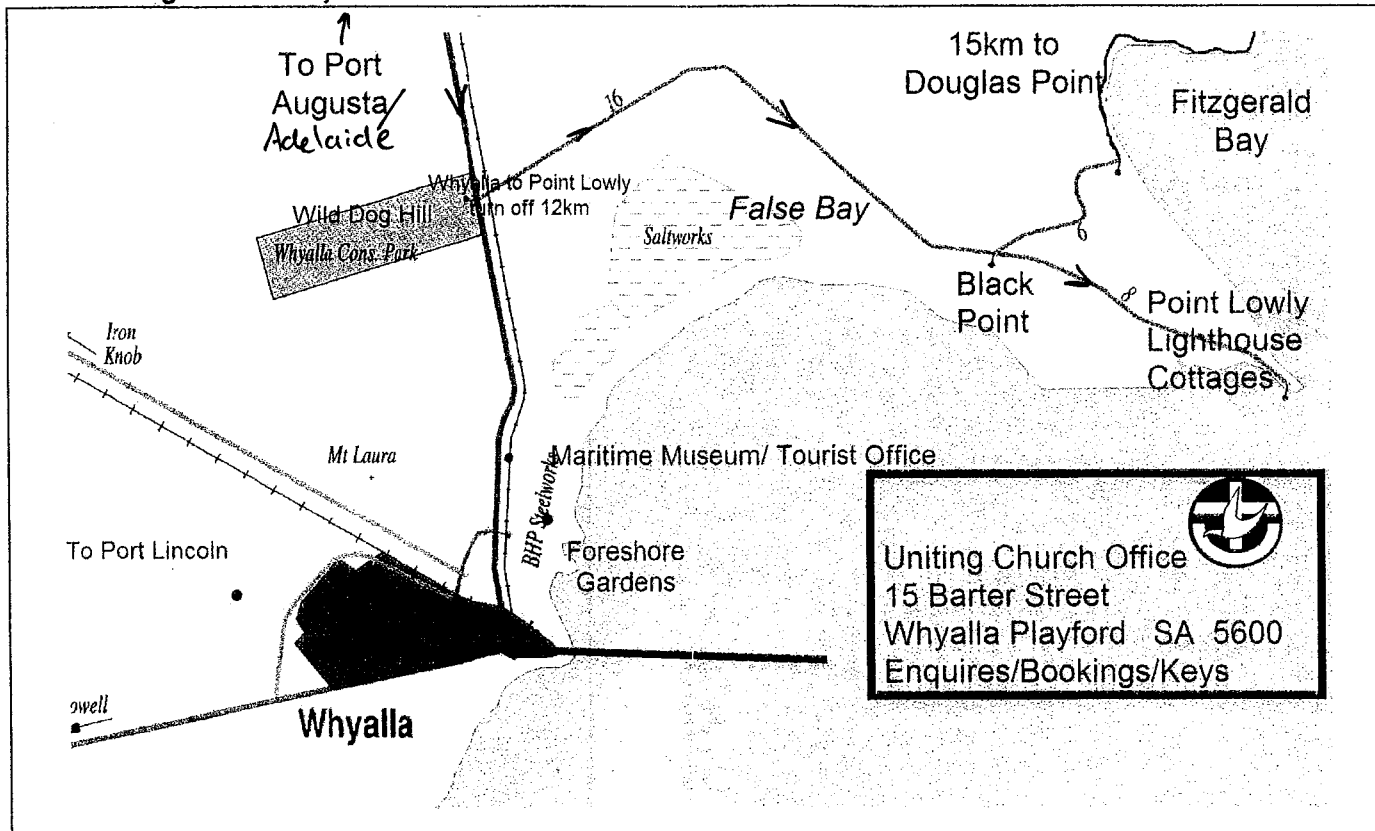 To Port
Augusta/
Adelaide
15km to
Douglas Point
Fitzgerald
Bay
16
Whyalla to Point Lowly
turn off 12km
Wild Dog Hill
Whyalla Cons. Park
False Bay
Saltworks
6
Black
Point
8
Point Lowly
Lighthouse
Cottages
Iron
Knob
Mt Laura
Maritime Museum/ Tourist Office
BHP Steelworks
To Port Lincoln
Foreshore
Gardens
Uniting Church Office
15 Barter Street
Whyalla Playford SA 5600
Enquires/Bookings/Keys
owell
Whyalla